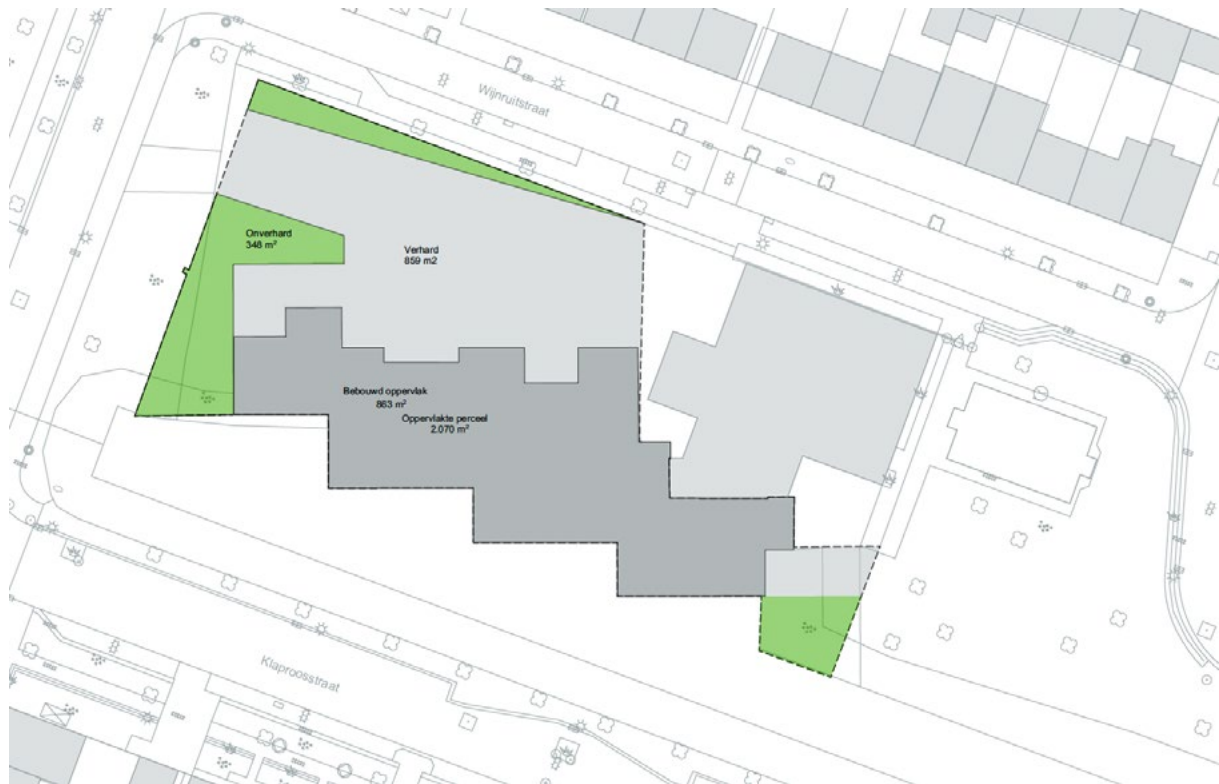 Wijnruitstraat
Onverhard
348 m²
Verhard
859 m2
Bebouwd oppervlak
863 m²
Oppervlakte perceel
2.070 m²
Klaproosstraat